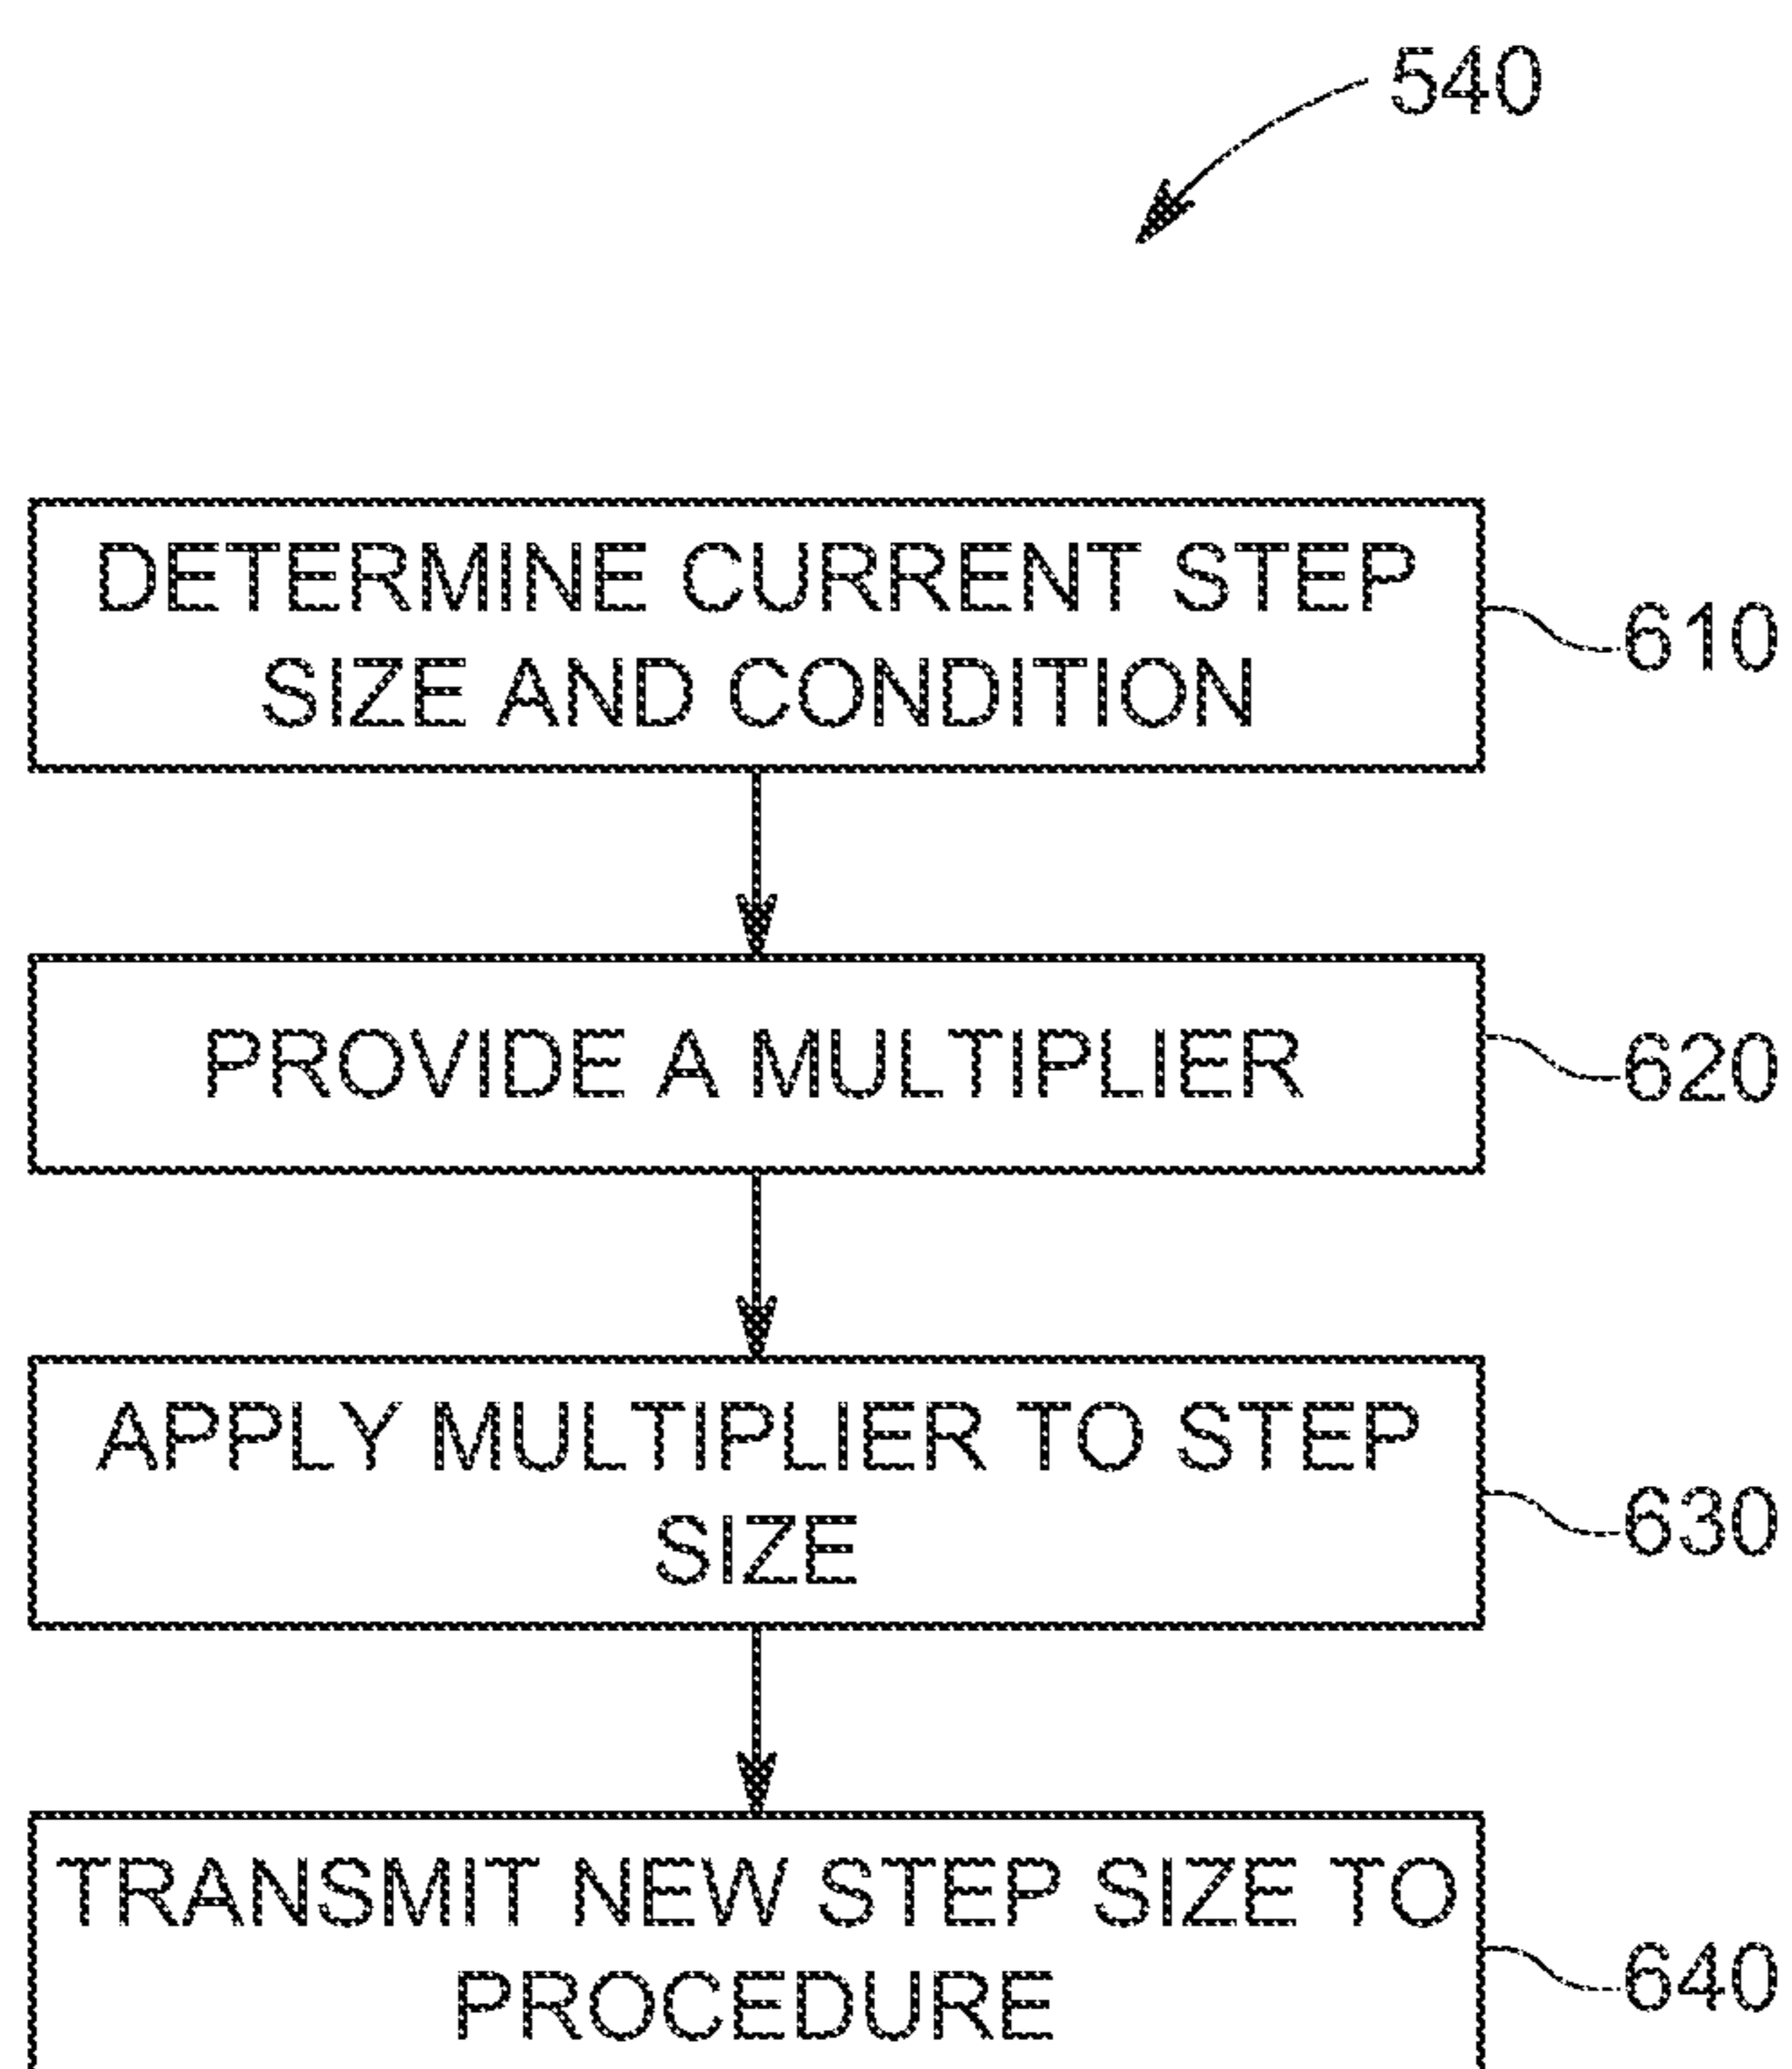 540
DETERMINE CURRENT STEP
SIZE AND CONDITION
610
PROVIDE A MULTIPLIER
620
APPLY MULTIPLIER TO STEP
SIZE
630
TRANSMIT NEW STEP SIZE TO
PROCEDURE
640